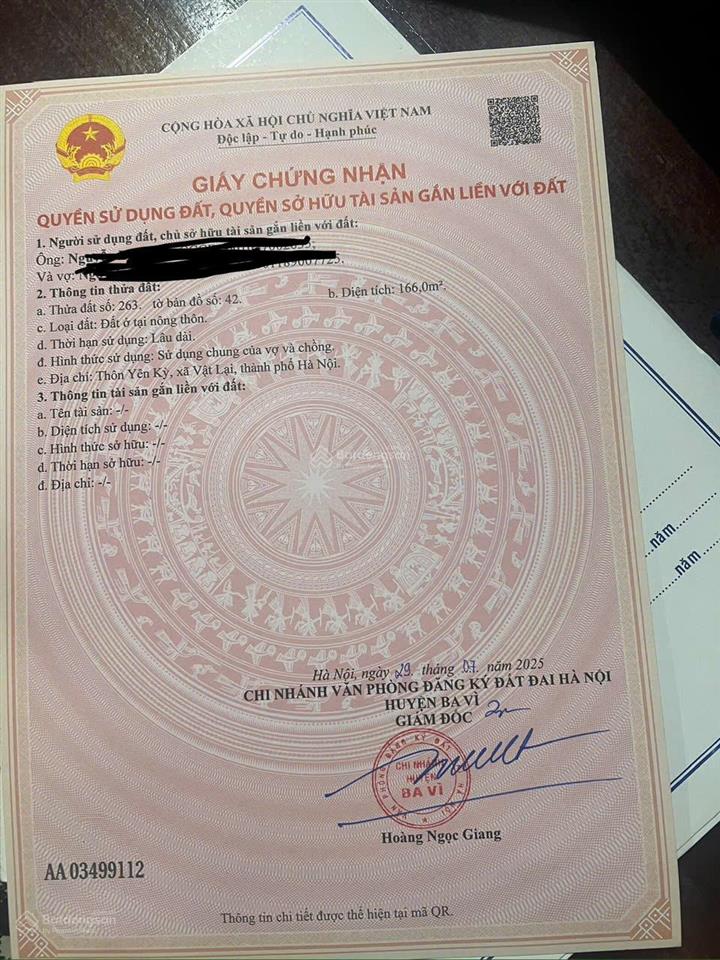 CỘNG HÒA XÃ HỘI CHỦ NGHĨA VIỆT NAM
Độc lập - Tự do - Hạnh phúc
GIẤY CHỨNG NHẬN
QUYỀN SỬ DỤNG ĐẤT, QUYỀN SỞ HỮU TÀI SẢN GẮN LIỀN VỚI ĐẤT
1. Người sử dụng đất, chủ sở hữu tài sản gắn liền với đất:
Ông:
Và vợ:
2. Thông tin thửa đất:
a. Thửa đất số: 263. tờ bản đồ số: 42. b. Diện tích: 166,0m².
c. Loại đất: Đất ở tại nông thôn.
d. Thời hạn sử dụng: Lâu dài.
đ. Hình thức sử dụng: Sử dụng chung của vợ và chồng.
e. Địa chỉ: Thôn Yên Kỳ, xã Vật Lại, thành phố Hà Nội.
3. Thông tin tài sản gắn liền với đất:
a. Tên tài sản: -/-
b. Diện tích sử dụng: -/-
c. Hình thức sở hữu: -/-
d. Thời hạn sở hữu: -/-
đ. Địa chỉ: -/-
Batdongsan
năm
năm
Hà Nội, ngày 29 tháng 07 năm 2025
CHI NHÁNH VĂN PHÒNG ĐĂNG KÝ ĐẤT ĐAI HÀ NỘI
HUYỆN BA VÌ
GIÁM ĐỐC
CHI NHÁNH
HUYỆN
BA VÌ
Hoàng Ngọc Giang
AA 03499112
Batdongsan
Thông tin chi tiết được thể hiện tại mã QR.